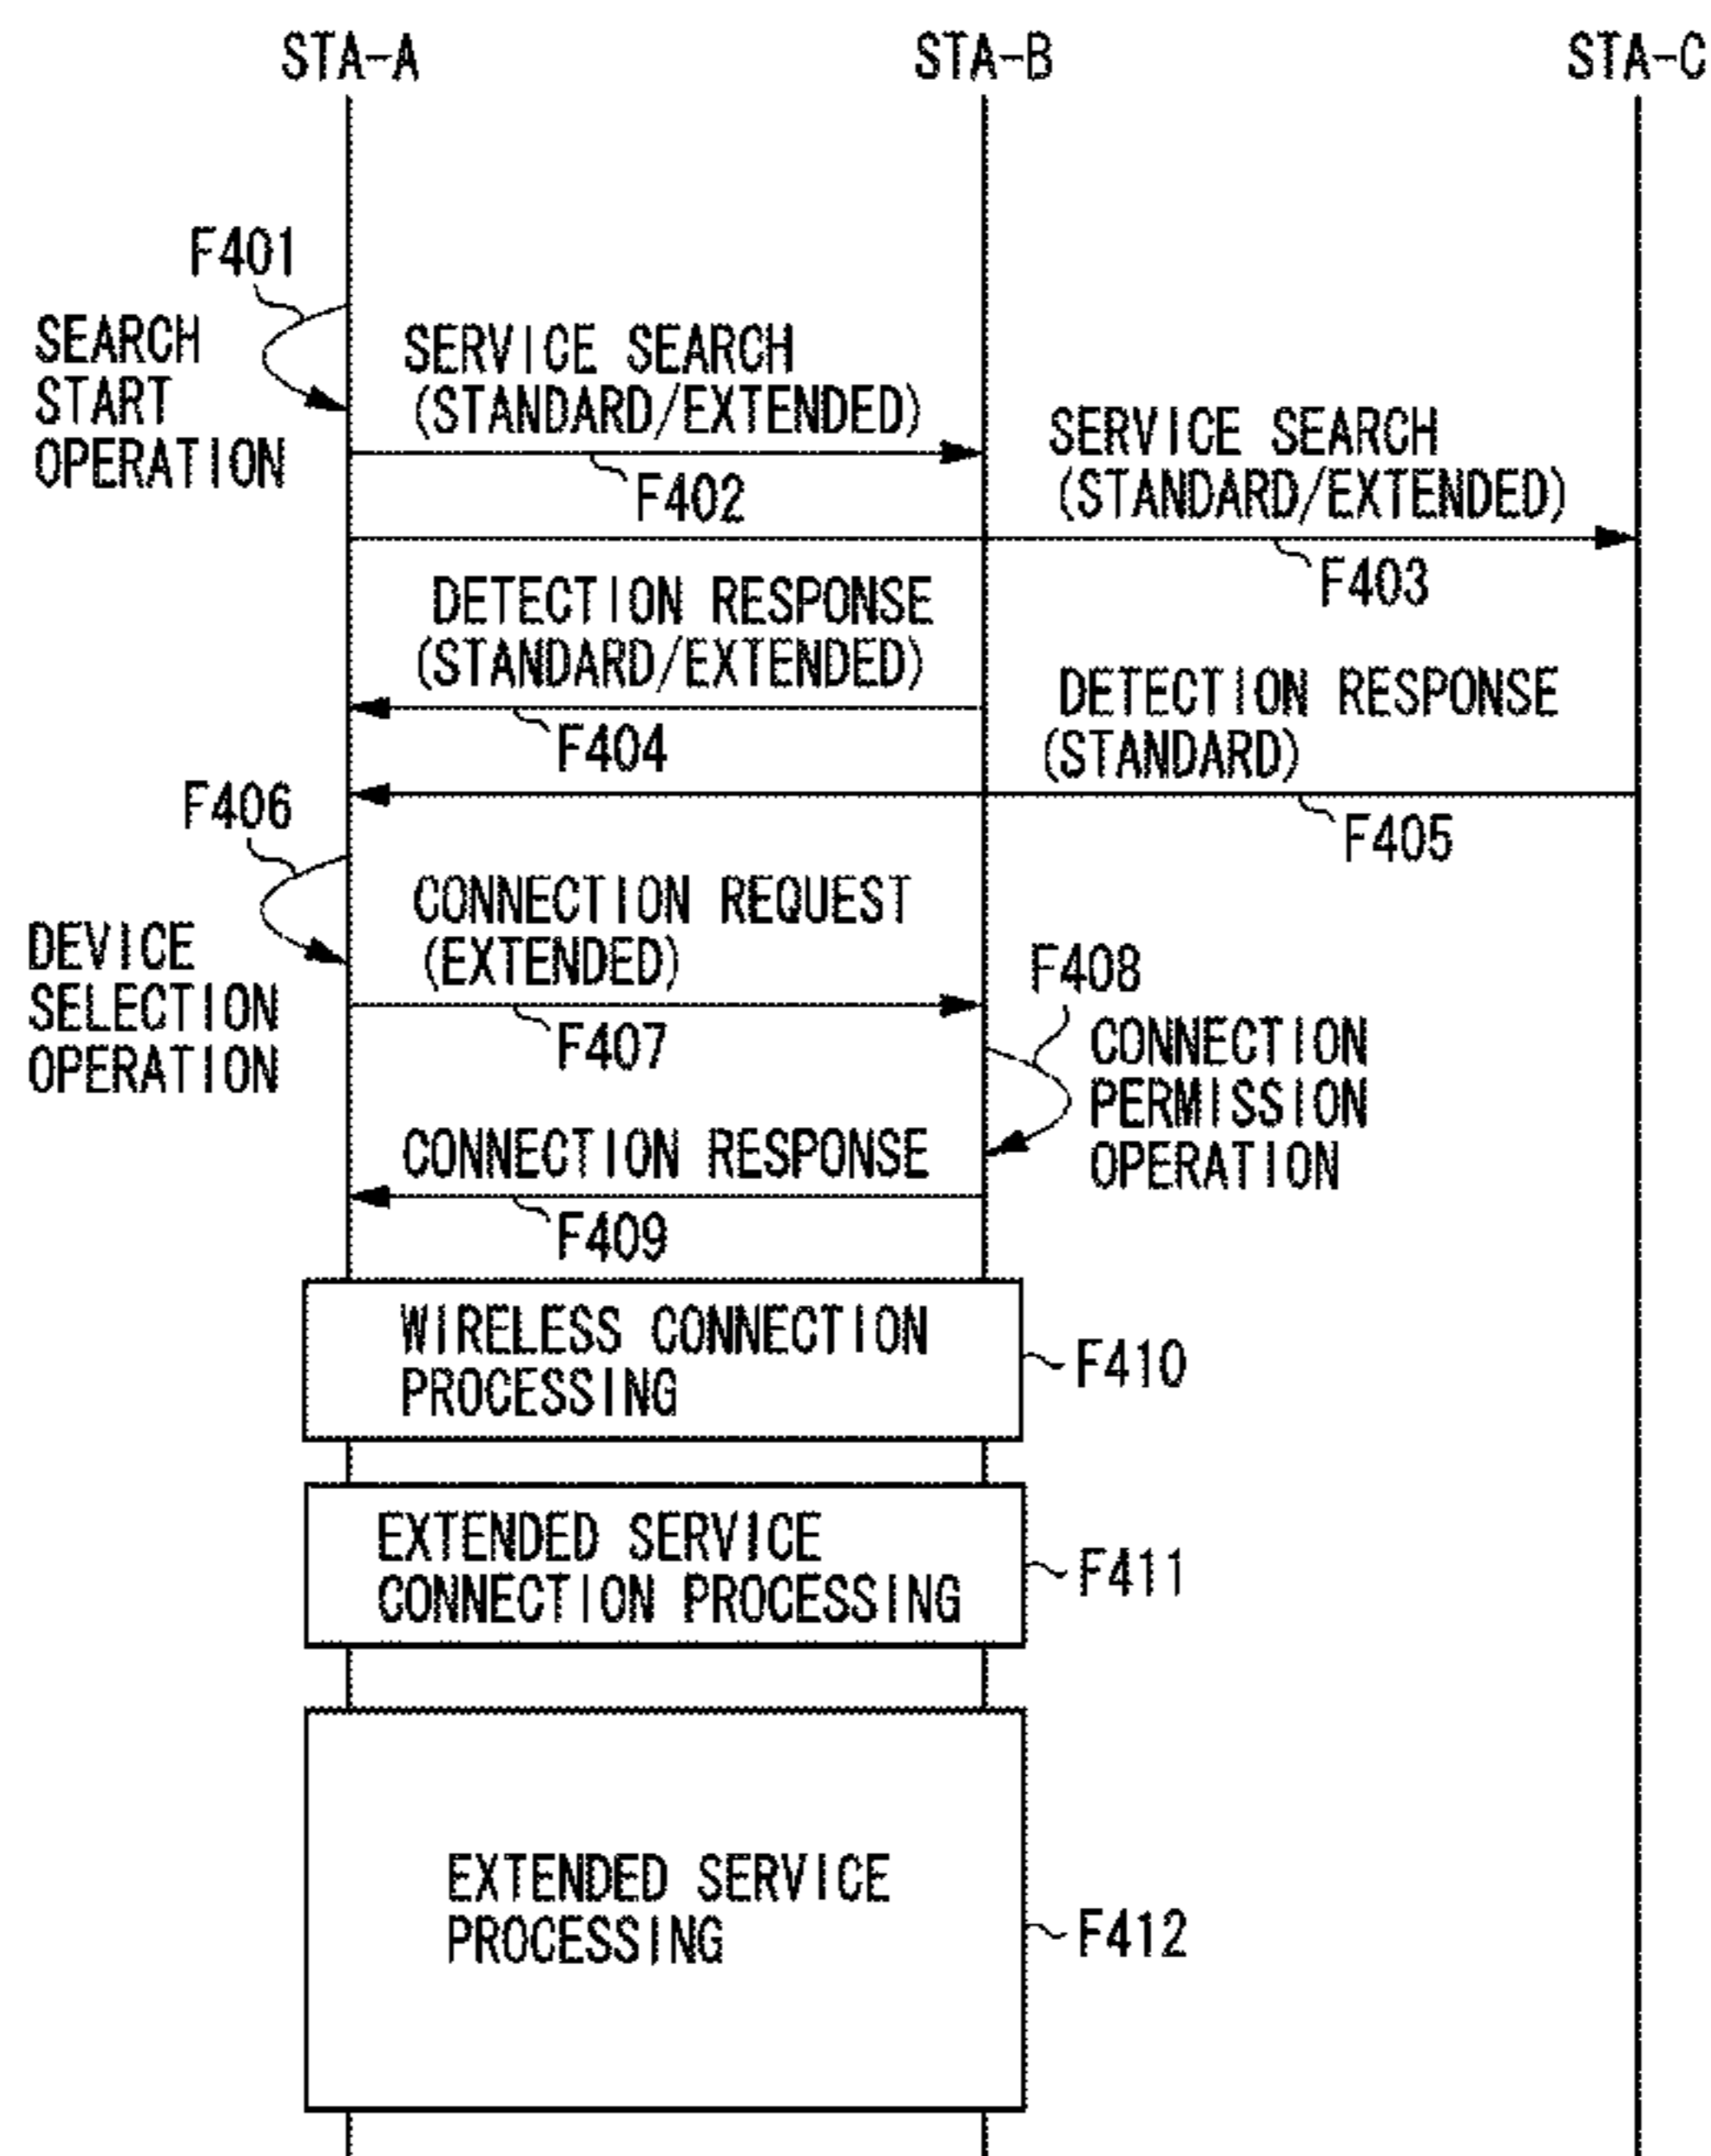 STA-A
STA-B
STA-C
F401
SEARCH
START
OPERATION
SERVICE SEARCH
(STANDARD/EXTENDED)
F402
SERVICE SEARCH
(STANDARD/EXTENDED)
F403
DETECTION RESPONSE
(STANDARD/EXTENDED)
F404
DETECTION RESPONSE
(STANDARD)
F405
F406
DEVICE
SELECTION
OPERATION
CONNECTION REQUEST
(EXTENDED)
F407
F408
CONNECTION
PERMISSION
OPERATION
CONNECTION RESPONSE
F409
WIRELESS CONNECTION
PROCESSING
F410
EXTENDED SERVICE
CONNECTION PROCESSING
F411
EXTENDED SERVICE
PROCESSING
F412